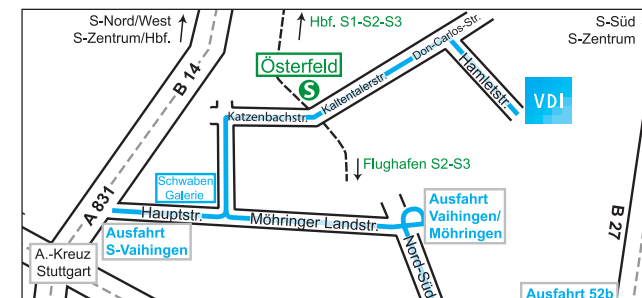 S-Nord/West
S-Zentrum/Hbf.
Hbf. S1-S2-S3
S-Süd
S-Zentrum
B 14
Österfeld
S
Don-Carlos-Str.
Kaltentalerstr.
Hamletstr.
VDI
Katzenbachstr.
Flughafen S2-S3
Schwaben
Galerie
A 831
Hauptstr.
Möhringer Landstr.
Ausfahrt
Vaihingen/
Möhringen
Ausfahrt
S-Vaihingen
Nord-Süd
B 27
A.-Kreuz
Stuttgart
Ausfahrt 52b